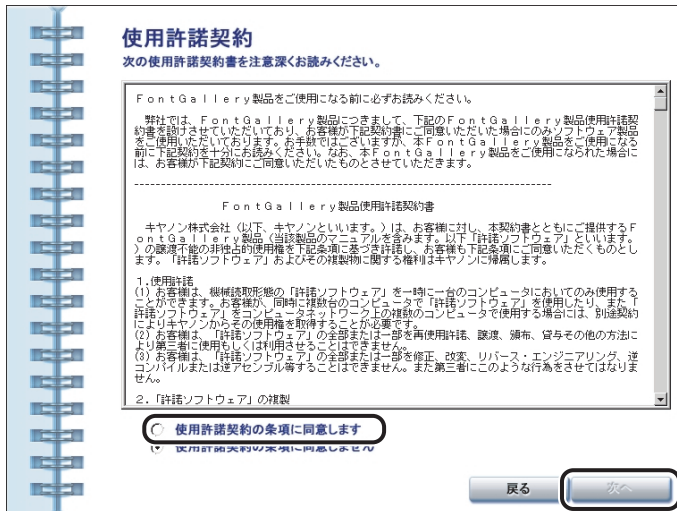 使用許諾契約
次の使用許諾契約書を注意深くお読みください。
ＦｏｎｔＧａｌｌｅｒｙ製品をご使用になる前に必ずお読みください。
弊社では、ＦｏｎｔＧａｌｌｅｒｙ製品につきまして、下記のＦｏｎｔＧａｌｌｅｒｙ製品使用許諾契
約書を設けさせていただいており、お客様が下記契約書にご同意いただいた場合にのみソフトウェア製品
をご使用いただいております。お手数ではございますが、本ＦｏｎｔＧａｌｌｅｒｙ製品をご使用になる
前に下記契約を十分にお読みください。なお、本ＦｏｎｔＧａｌｌｅｒｙ製品をご使用になられた場合に
は、お客様が下記契約にご同意いただいたものとさせていただきます。
ＦｏｎｔＧａｌｌｅｒｙ製品使用許諾契約書
キヤノン株式会社（以下、キヤノンといいます。）は、お客様に対し、本契約書とともにご提供するＦ
ｏｎｔＧａｌｌｅｒｙ製品（当該製品のマニュアルを含みます。以下「許諾ソフトウェア」といいます。
）の譲渡不能の非独占的使用権を下記条項に基づき許諾し、お客様も下記条項にご同意いただくものとし
ます。「許諾ソフトウェア」およびその複製物に関する権利はキヤノンに帰属します。
１.使用許諾
(1) お客様は、機械読取形態の「許諾ソフトウェア」を一時に一台のコンピュータにおいてのみ使用する
ことができます。お客様が、同時に複数台のコンピュータで「許諾ソフトウェア」を使用したり、また「
許諾ソフトウェア」をコンピュータネットワーク上の複数のコンピュータで使用する場合には、別途契約
によりキヤノンからその使用権を取得することが必要です。
(2) お客様は、「許諾ソフトウェア」の全部または一部を再使用許諾、譲渡、頒布、貸与その他の方法に
より第三者に使用もしくは利用させることはできません。
(3) お客様は、「許諾ソフトウェア」の全部または一部を修正、改変、リバース・エンジニアリング、逆
コンパイルまたは逆アセンブル等することはできません。また第三者にこのような行為をさせてはなりま
せん。
２.「許諾ソフトウェア」の複製
使用許諾契約の条項に同意します
使用許諾契約の条項に同意しません
戻る
次へ